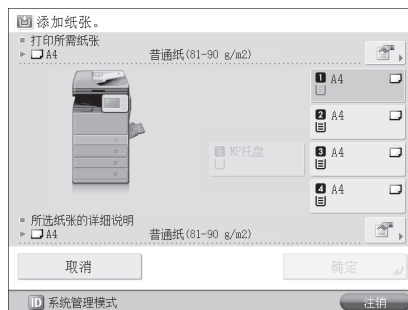 添加纸张。
打印所需纸张
A4 普通纸(81-90 g/m2)
1 A4
2 A4
MP托盘
3 A4
4 A4
所选纸张的详细说明
A4 普通纸(81-90 g/m2)
取消 确定
ID 系统管理模式 注销